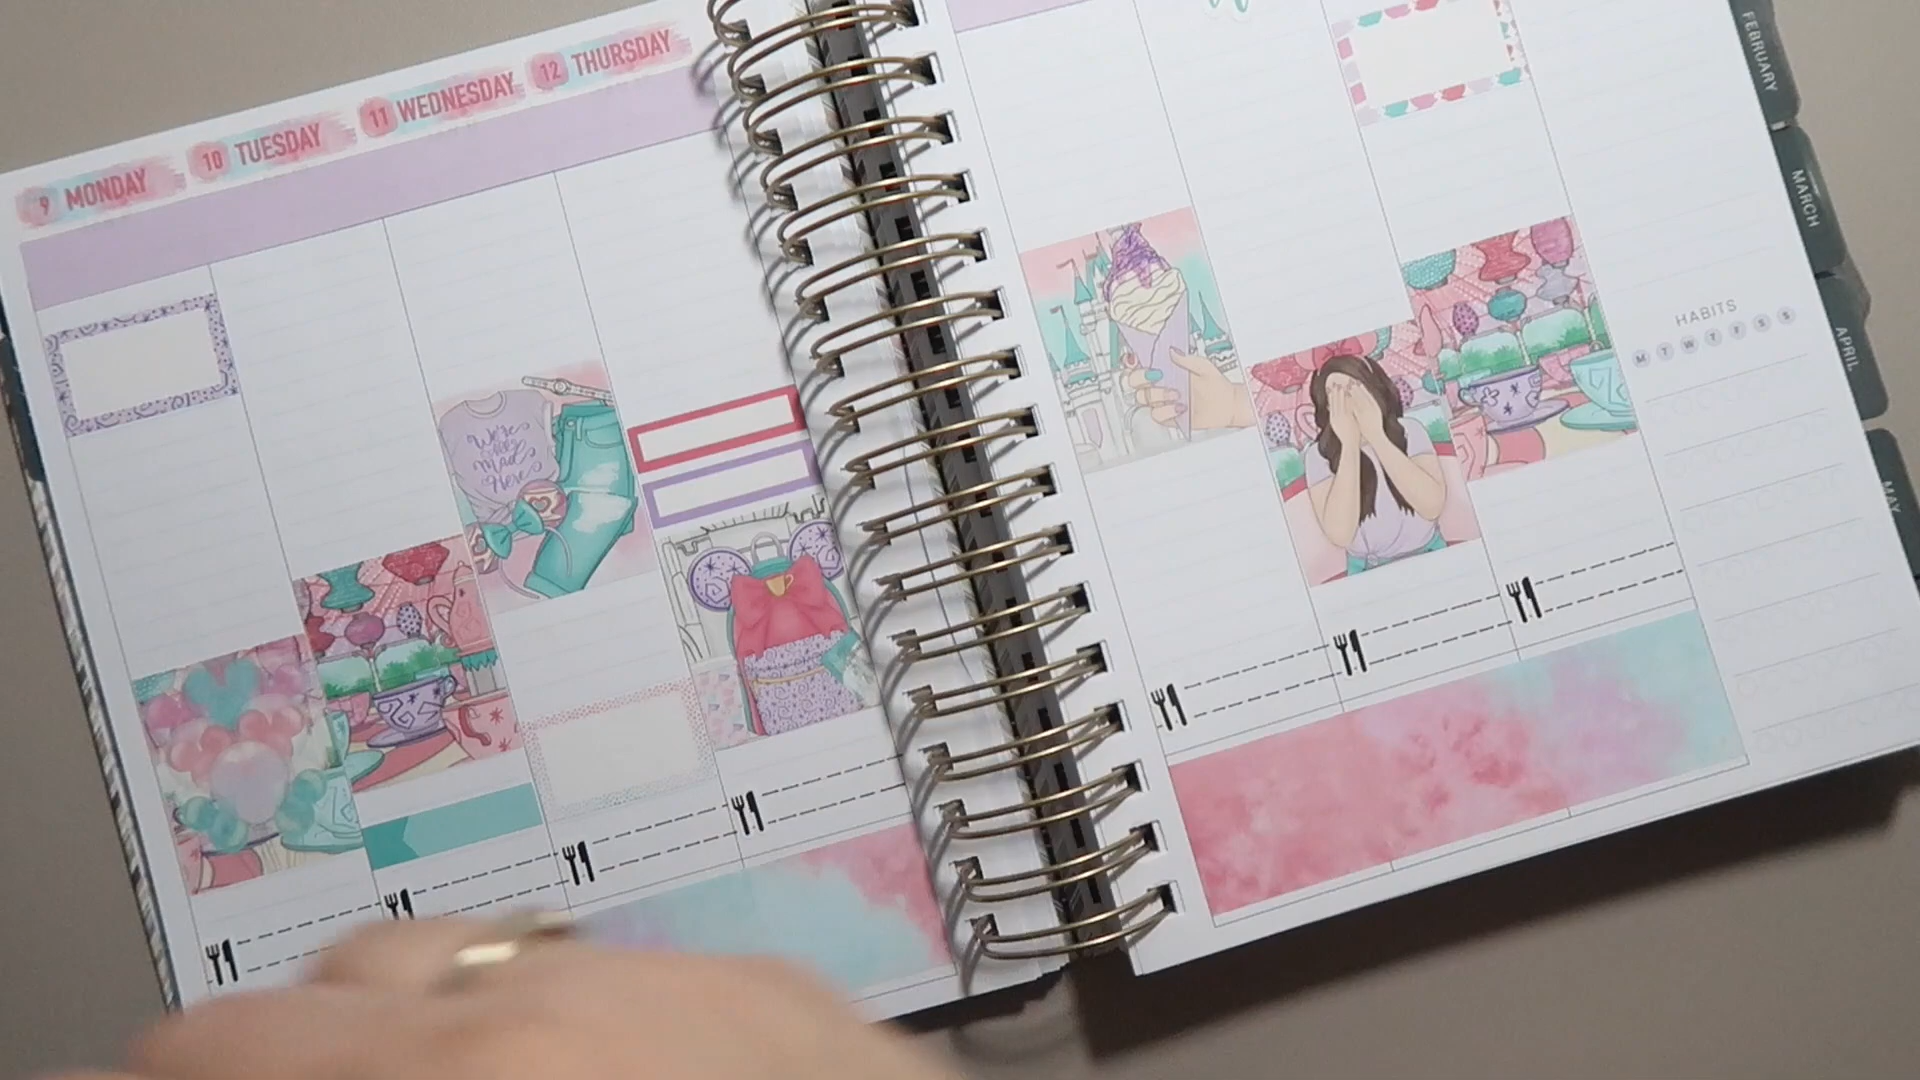 9 MONDAY
10 TUESDAY
11 WEDNESDAY
12 THURSDAY
We're
All
Mad
Here
HABITS
M T W T F S S
FEBRUARY
MARCH
APRIL
MAY